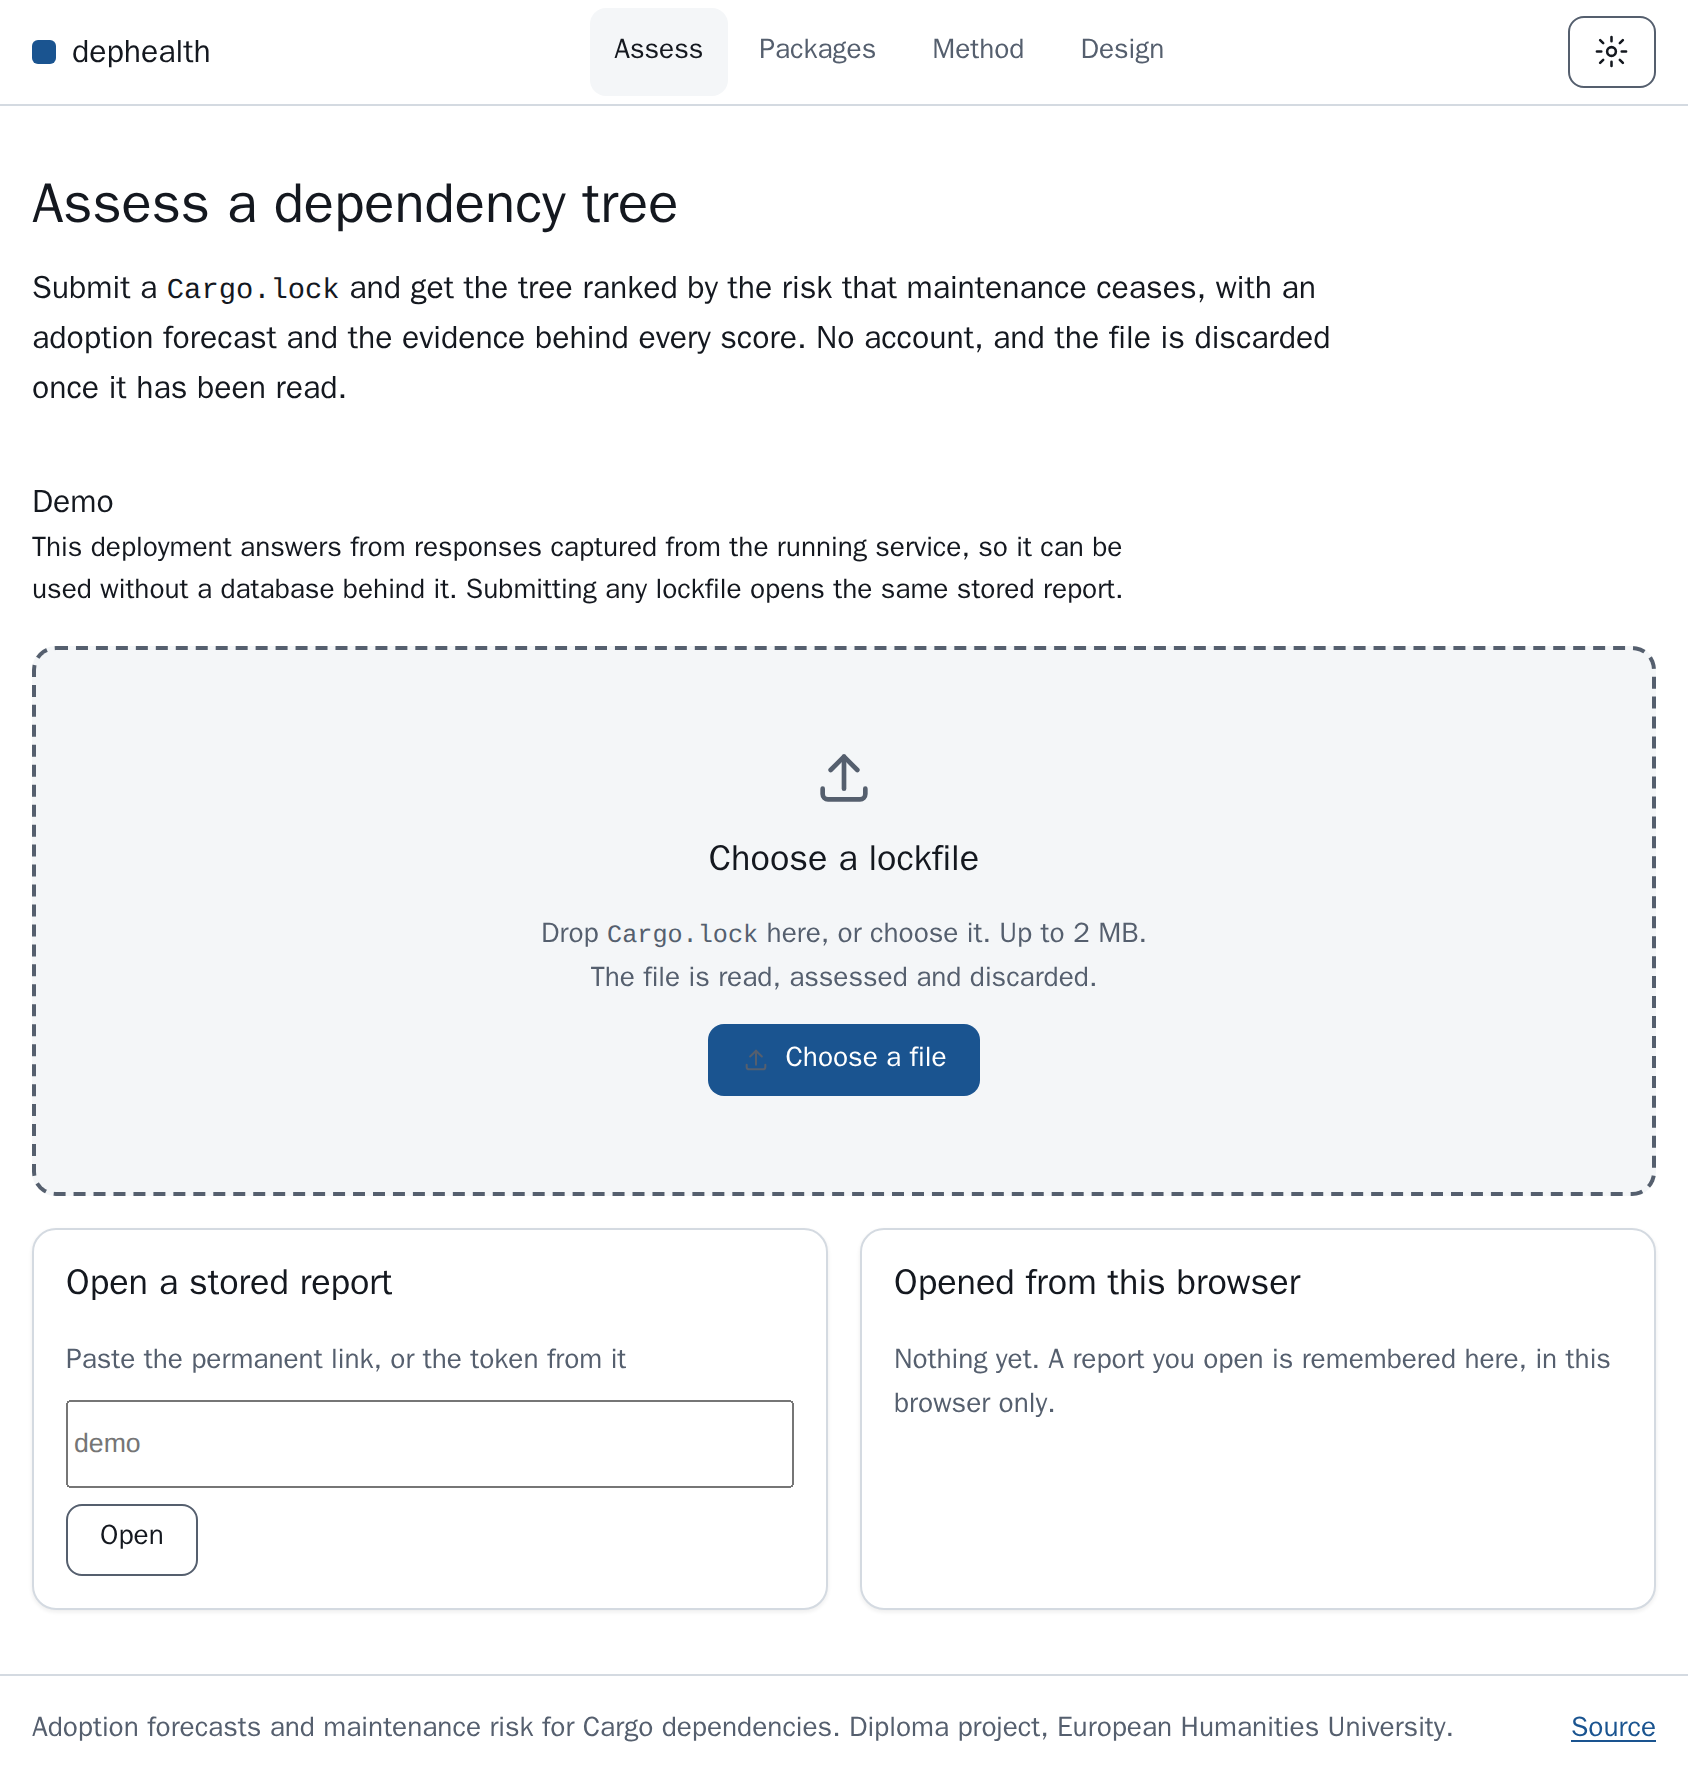 dephealth
Assess
Packages
Method
Design
Assess a dependency tree
Submit a Cargo.lock and get the tree ranked by the risk that maintenance ceases, with an
adoption forecast and the evidence behind every score. No account, and the file is discarded
once it has been read.
Demo
This deployment answers from responses captured from the running service, so it can be
used without a database behind it. Submitting any lockfile opens the same stored report.
Choose a lockfile
Drop Cargo.lock here, or choose it. Up to 2 MB.
The file is read, assessed and discarded.
Choose a file
Open a stored report
Paste the permanent link, or the token from it
demo
Open
Opened from this browser
Nothing yet. A report you open is remembered here, in this
browser only.
Adoption forecasts and maintenance risk for Cargo dependencies. Diploma project, European Humanities University.
Source